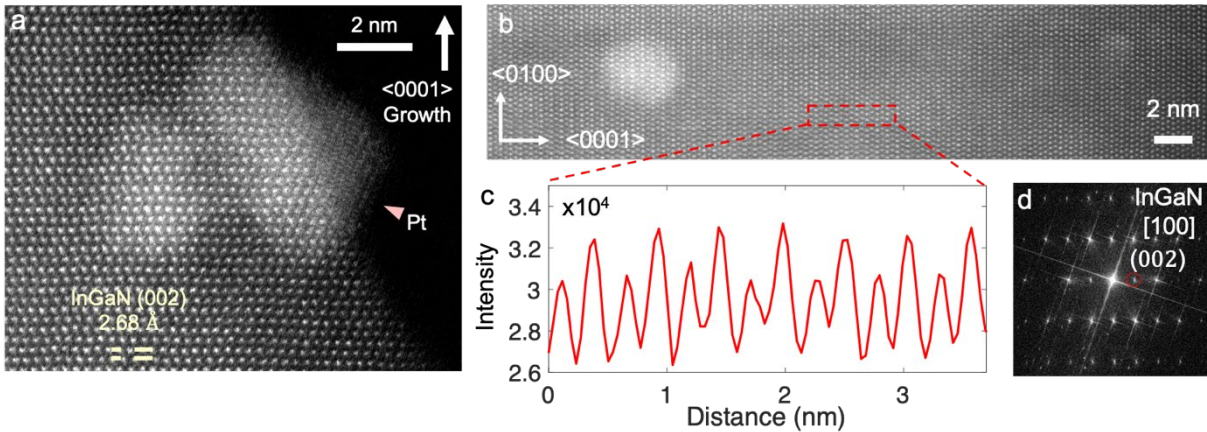 a
2 nm
<0001>
Growth
Pt
InGaN (002)
2.68 Å
b
<0100>
<0001>
2 nm
c
x10⁴
3.4
3.2
3.0
2.8
2.6
Intensity
0
1
2
3
Distance (nm)
d
InGaN
[100]
(002)